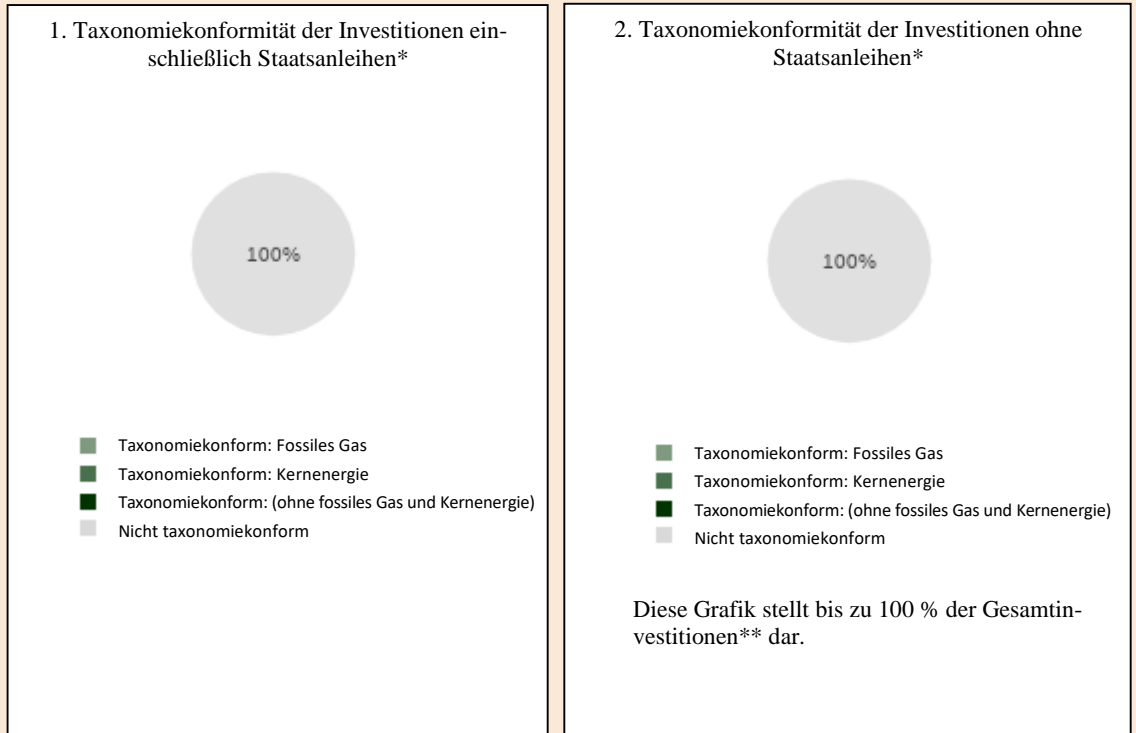 1. Taxonomiekonformität der Investitionen ein-
schließlich Staatsanleihen*
100%
Taxonomiekonform: Fossiles Gas
Taxonomiekonform: Kernenergie
Taxonomiekonform: (ohne fossiles Gas und Kernenergie)
Nicht taxonomiekonform
2. Taxonomiekonformität der Investitionen ohne
Staatsanleihen*
100%
Taxonomiekonform: Fossiles Gas
Taxonomiekonform: Kernenergie
Taxonomiekonform: (ohne fossiles Gas und Kernenergie)
Nicht taxonomiekonform
Diese Grafik stellt bis zu 100 % der Gesamtin-
vestitionen** dar.